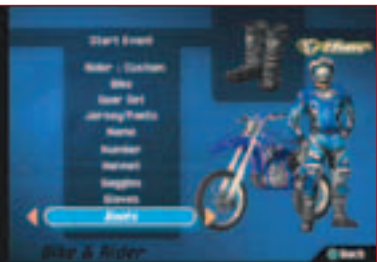 Start Event
Rider : Custom
Bike
Gear Set
Jersey/Pants
Name
Number
Helmet
Goggles
Gloves
Boots
Bike & Rider
Back